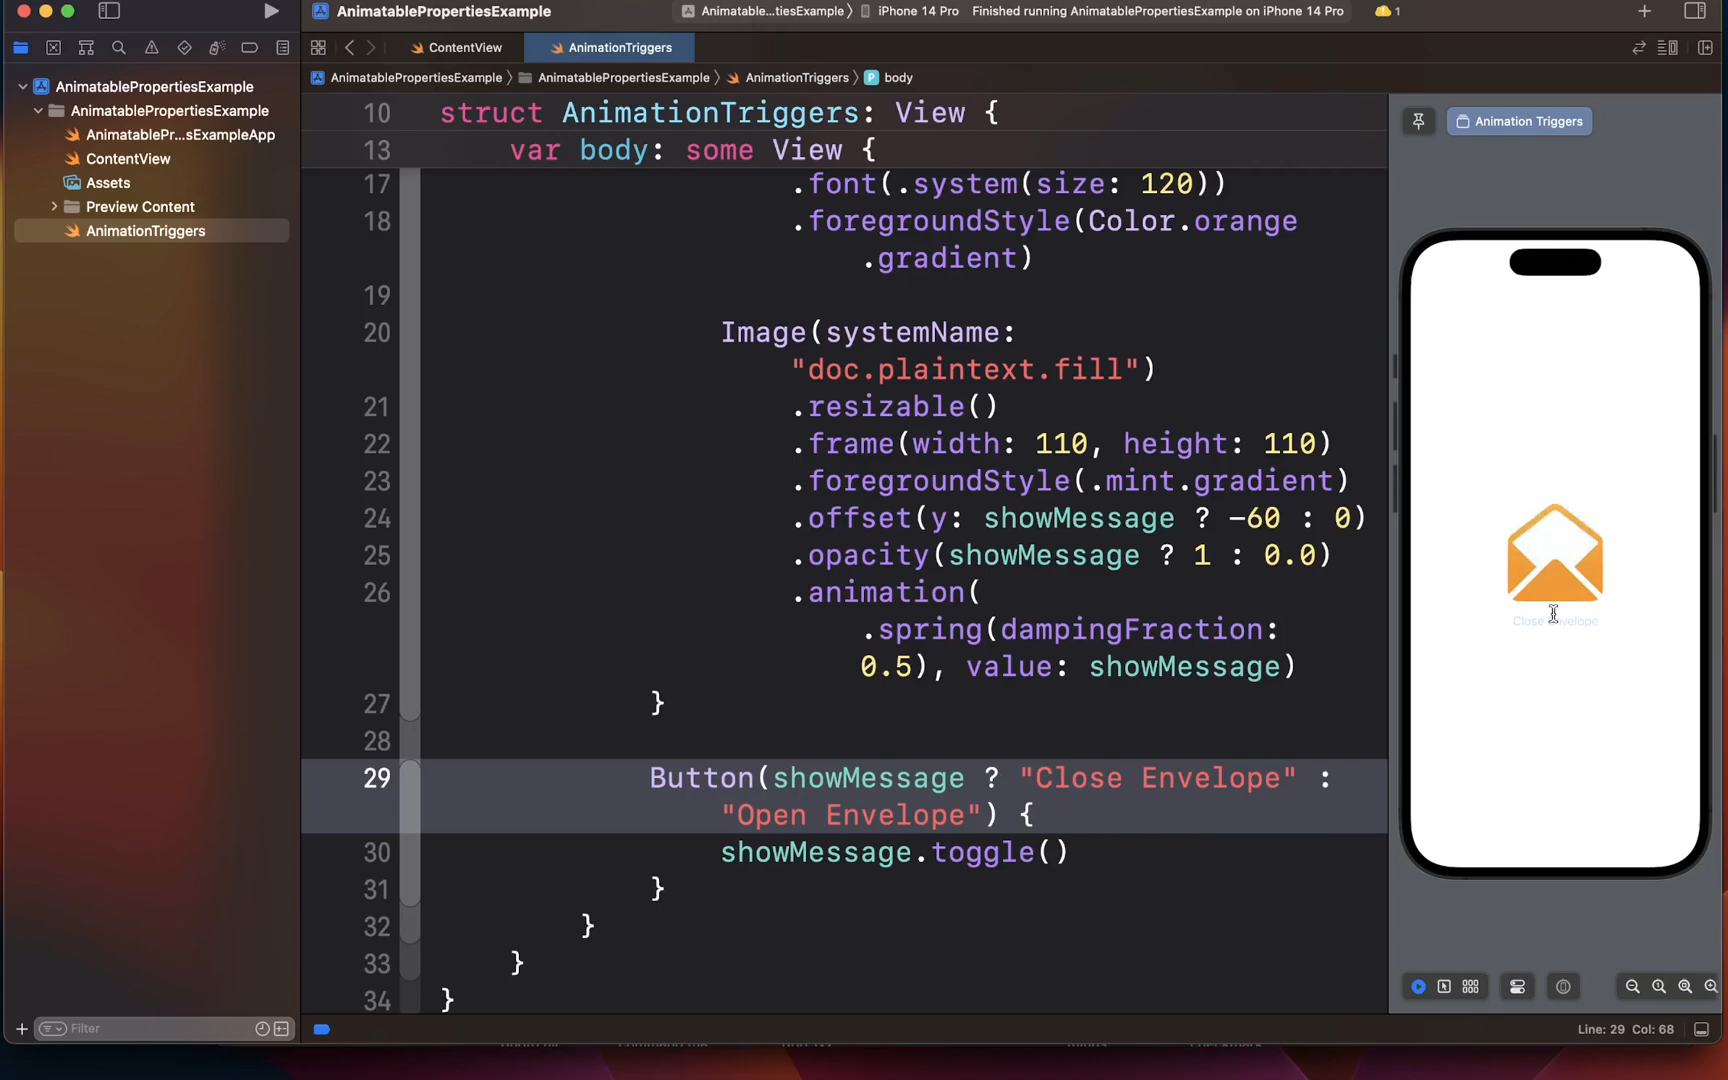 AnimatablePropertiesExample
Animatable...tiesExample
iPhone 14 Pro
Finished running AnimatablePropertiesExample on iPhone 14 Pro
1
ContentView
AnimationTriggers
AnimatablePropertiesExample
AnimatablePropertiesExample
AnimationTriggers
P body
AnimatablePropertiesExample
AnimatablePropertiesExample
AnimatablePr...sExampleApp
ContentView
Assets
Preview Content
AnimationTriggers
10 struct AnimationTriggers: View {
13 var body: some View {
17 .font(.system(size: 120))
18 .foregroundStyle(Color.orange
.gradient)
19
20 Image(systemName:
"doc.plaintext.fill")
21 .resizable()
22 .frame(width: 110, height: 110)
23 .foregroundStyle(.mint.gradient)
24 .offset(y: showMessage ? -60 : 0)
25 .opacity(showMessage ? 1 : 0.0)
26 .animation(
.spring(dampingFraction:
0.5), value: showMessage)
27 }
28
29 Button(showMessage ? "Close Envelope" :
"Open Envelope") {
30 showMessage.toggle()
31 }
32 }
33 }
34 }
Animation Triggers
Close Envelope
Filter
Line: 29 Col: 68